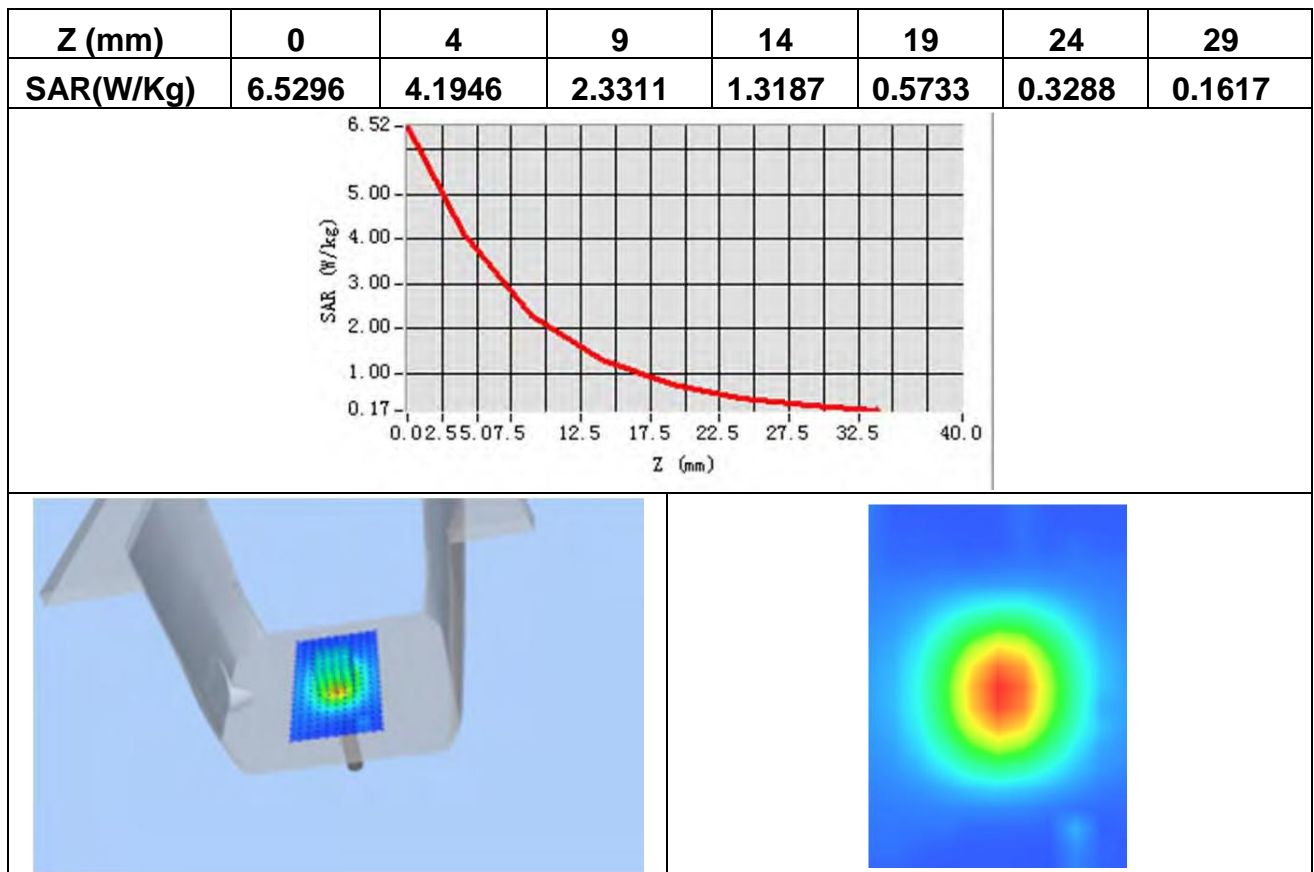 Z (mm) 0 4 9 14 19 24 29
SAR(W/Kg) 6.5296 4.1946 2.3311 1.3187 0.5733 0.3288 0.1617
6.52
5.00
4.00
3.00
2.00
1.00
0.17
SAR (W/kg)
0.02.55.07.5 12.5 17.5 22.5 27.5 32.5 40.0
Z (mm)